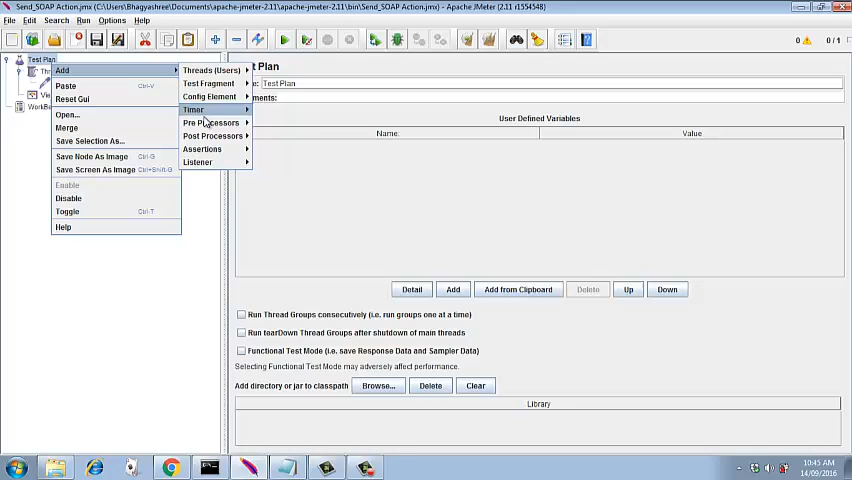 Send_SOAP Action.jmx (C:\Users\Bhagyashree\Documents\apache-jmeter-2.11\apache-jmeter-2.11\bin\Send_SOAP Action.jmx) - Apache JMeter (2.11 r1554548)
File Edit Search Run Options Help
0 0 / 1
Test Plan
Add
Paste Ctrl-V
Reset Gui
Open...
Merge
Save Selection As...
Save Node As Image Ctrl-G
Save Screen As Image Ctrl+Shift-G
Enable
Disable
Toggle Ctrl-T
Help
Threads (Users)
Test Fragment
Config Element
Timer
Pre Processors
Post Processors
Assertions
Listener
st Plan
Test Plan
ments:
User Defined Variables
Name: Value
Detail Add Add from Clipboard Delete Up Down
Run Thread Groups consecutively (i.e. run groups one at a time)
Run tearDown Thread Groups after shutdown of main threads
Functional Test Mode (i.e. save Response Data and Sampler Data)
Selecting Functional Test Mode may adversely affect performance.
Add directory or jar to classpath Browse... Delete Clear
Library
10:45 AM
14/09/2016